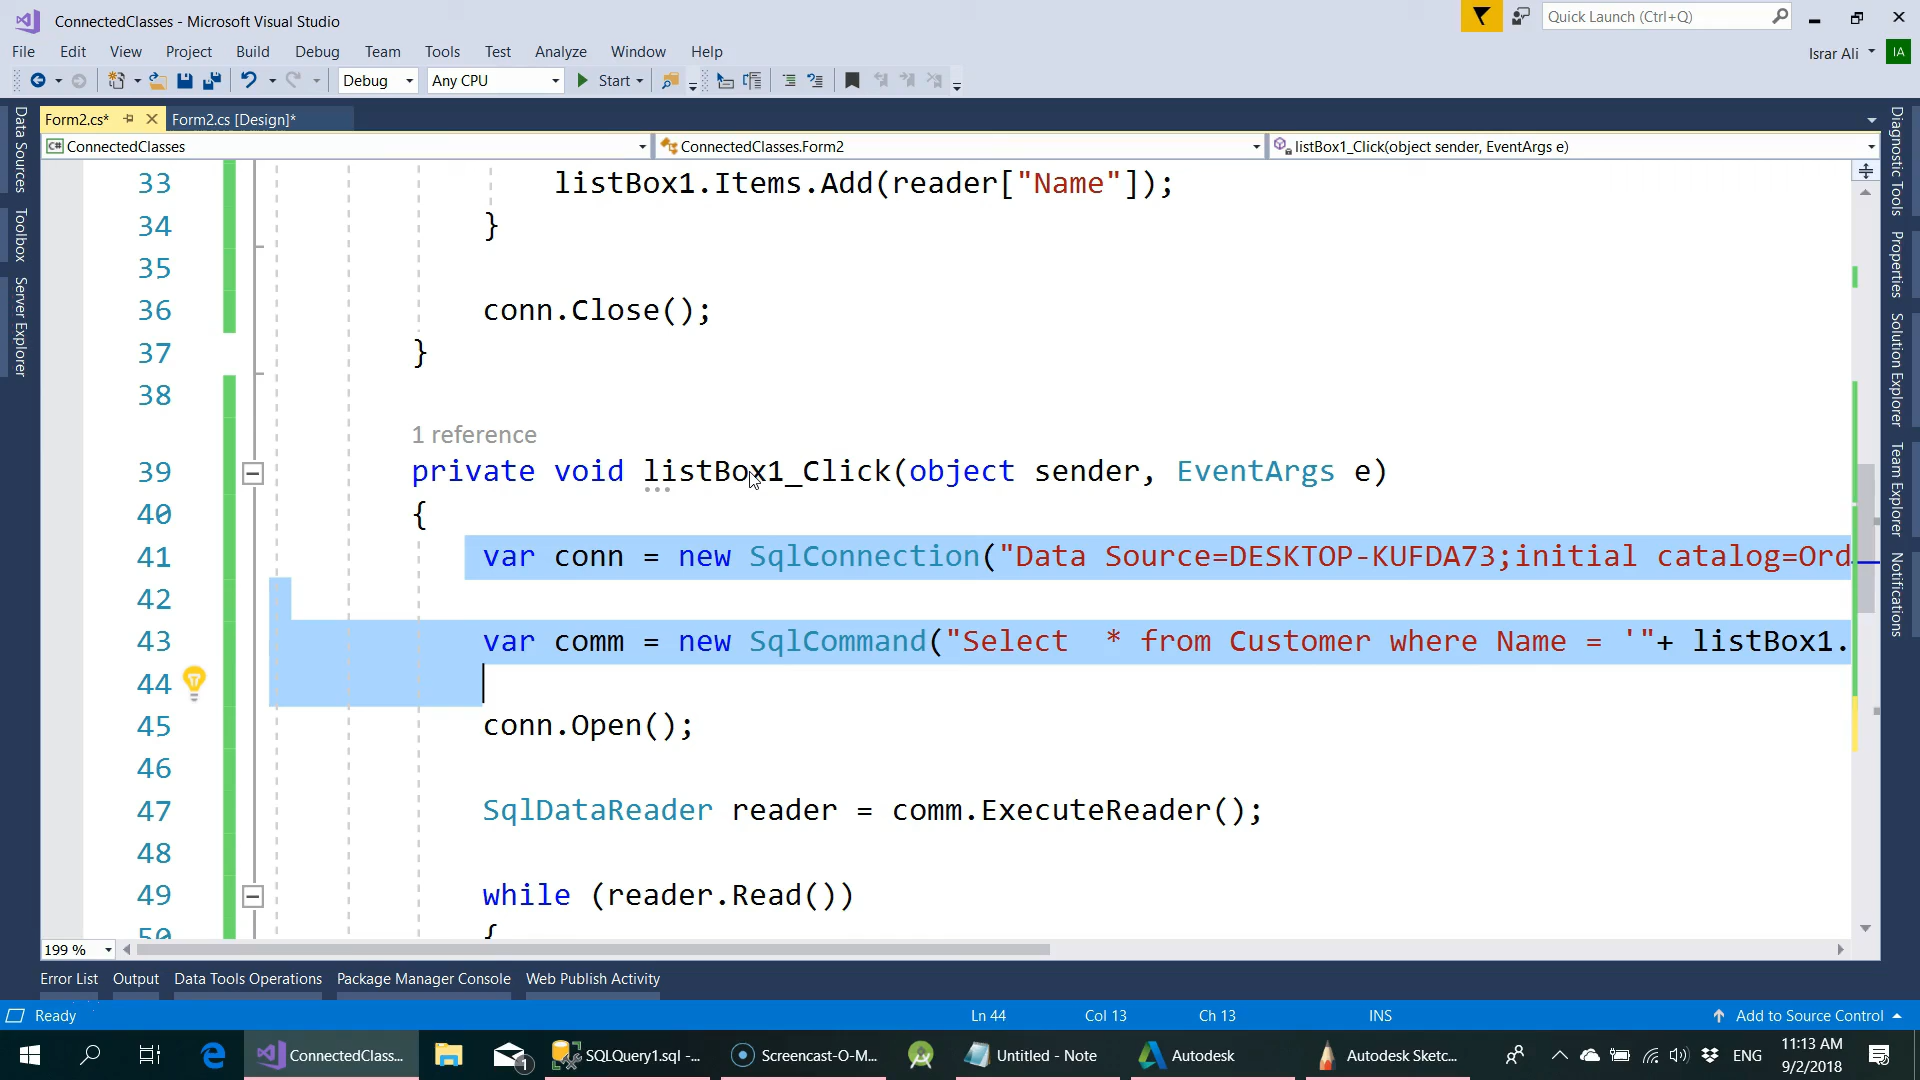 ConnectedClasses - Microsoft Visual Studio
Quick Launch (Ctrl+Q)
File Edit View Project Build Debug Team Tools Test Analyze Window Help
Israr Ali IA
Debug Any CPU Start
Form2.cs* Form2.cs [Design]*
C# ConnectedClasses ConnectedClasses.Form2 listBox1_Click(object sender, EventArgs e)
Data Sources
Toolbox
Server Explorer
33 listBox1.Items.Add(reader["Name"]);
34 }
35
36 conn.Close();
37 }
38
1 reference
39 private void listBox1_Click(object sender, EventArgs e)
40 {
41 var conn = new SqlConnection("Data Source=DESKTOP-KUFDA73;initial catalog=Ord
42
43 var comm = new SqlCommand("Select  * from Customer where Name = '"+ listBox1.
44
45 conn.Open();
46
47 SqlDataReader reader = comm.ExecuteReader();
48
49 while (reader.Read())
50 {
Diagnostic Tools
Properties
Solution Explorer
Team Explorer
Notifications
199 %
Error List Output Data Tools Operations Package Manager Console Web Publish Activity
Ready Ln 44 Col 13 Ch 13 INS Add to Source Control
ConnectedClass... 1 SQLQuery1.sql -... Screencast-O-M... Untitled - Note Autodesk Autodesk Sketc... ENG 11:13 AM
9/2/2018